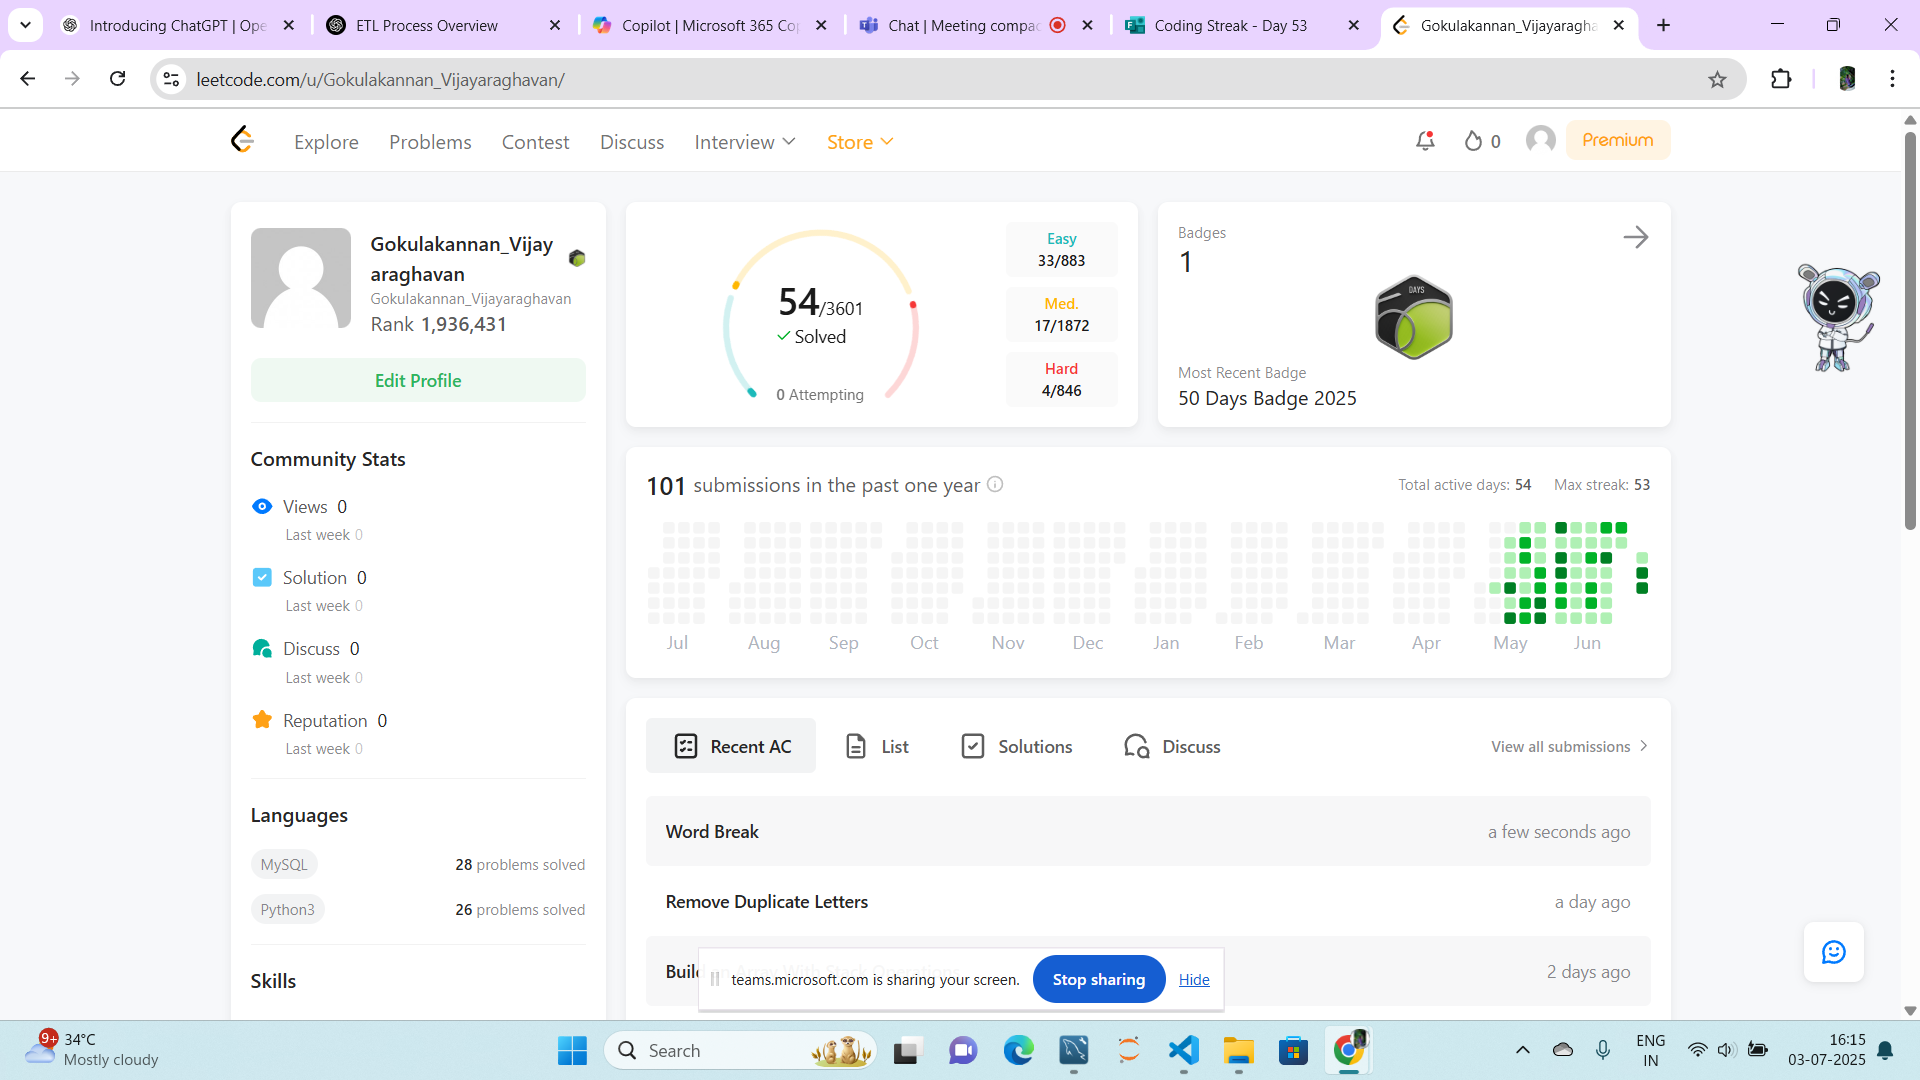 Introducing ChatGPT | Ope
ETL Process Overview
Copilot | Microsoft 365 Co
Chat | Meeting compac
Coding Streak - Day 53
Gokulakannan_Vijayaragha
leetcode.com/u/Gokulakannan_Vijayaraghavan/
Explore
Problems
Contest
Discuss
Interview
Store
0
Premium
Gokulakannan_Vijay
araghavan
Gokulakannan_Vijayaraghavan
Rank 1,936,431
Edit Profile
Community Stats
Views 0
Last week 0
Solution 0
Last week 0
Discuss 0
Last week 0
Reputation 0
Last week 0
Languages
MySQL
28 problems solved
Python3
26 problems solved
Skills
54/3601
Solved
0 Attempting
Easy
33/883
Med.
17/1872
Hard
4/846
Badges
1
DAYS
Most Recent Badge
50 Days Badge 2025
101 submissions in the past one year
Total active days: 54
Max streak: 53
Jul
Aug
Sep
Oct
Nov
Dec
Jan
Feb
Mar
Apr
May
Jun
Recent AC
List
Solutions
Discuss
View all submissions
Word Break
a few seconds ago
Remove Duplicate Letters
a day ago
Buil
2 days ago
teams.microsoft.com is sharing your screen.
Stop sharing
Hide
9+
34°C
Mostly cloudy
Search
ENG
IN
16:15
03-07-2025